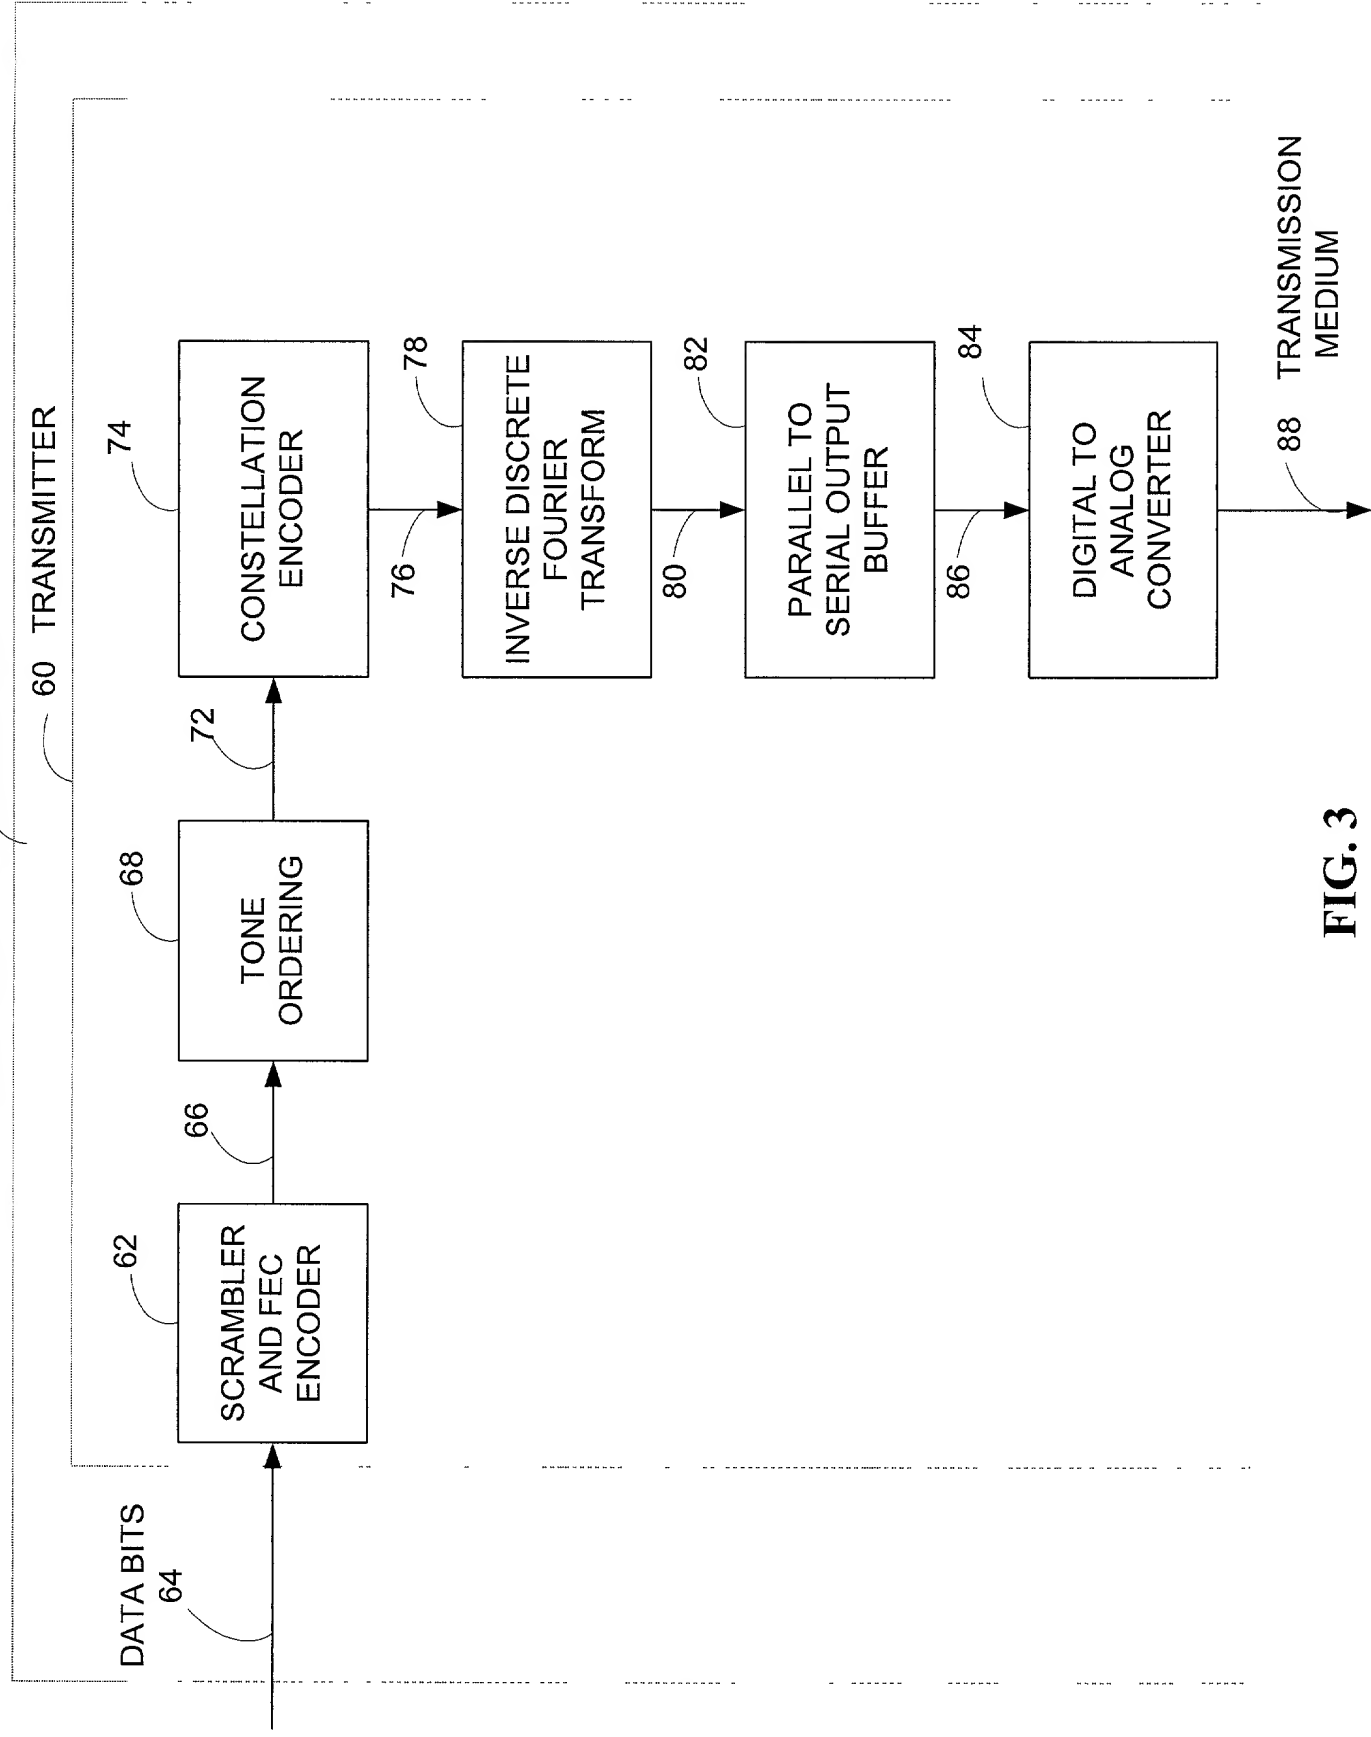 60 TRANSMITTER
DATA BITS
64
62
SCRAMBLER
AND FEC
ENCODER
66
68
TONE
ORDERING
72
74
CONSTELLATION
ENCODER
76
78
INVERSE DISCRETE
FOURIER
TRANSFORM
80
82
PARALLEL TO
SERIAL OUTPUT
BUFFER
86
84
DIGITAL TO
ANALOG
CONVERTER
88
TRANSMISSION
MEDIUM
FIG. 3